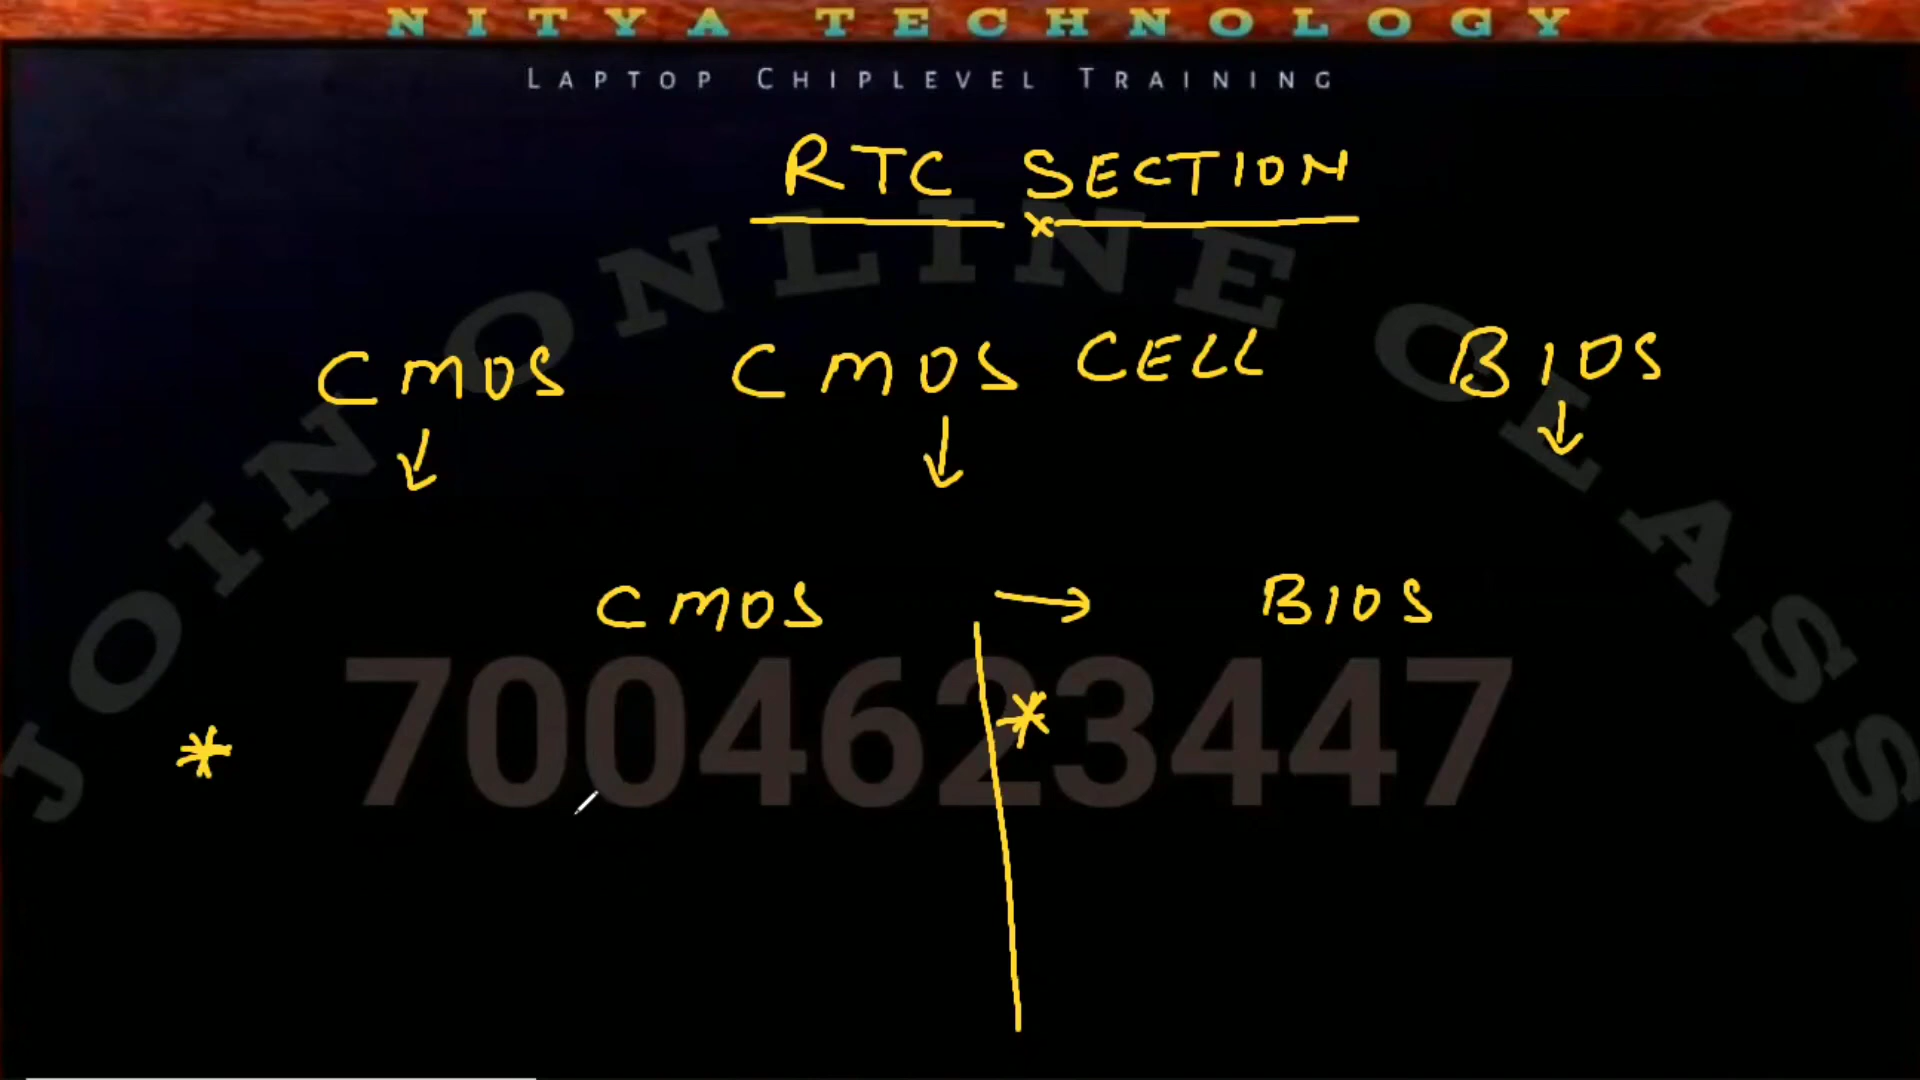 NITYA TECHNOLOGY
LAPTOP CHIPLEVEL TRAINING
RTC SECTION
JOIN ONLINE CLASS
CMOS CMOS CELL BIOS
CMOS → BIOS
7004623447
* *